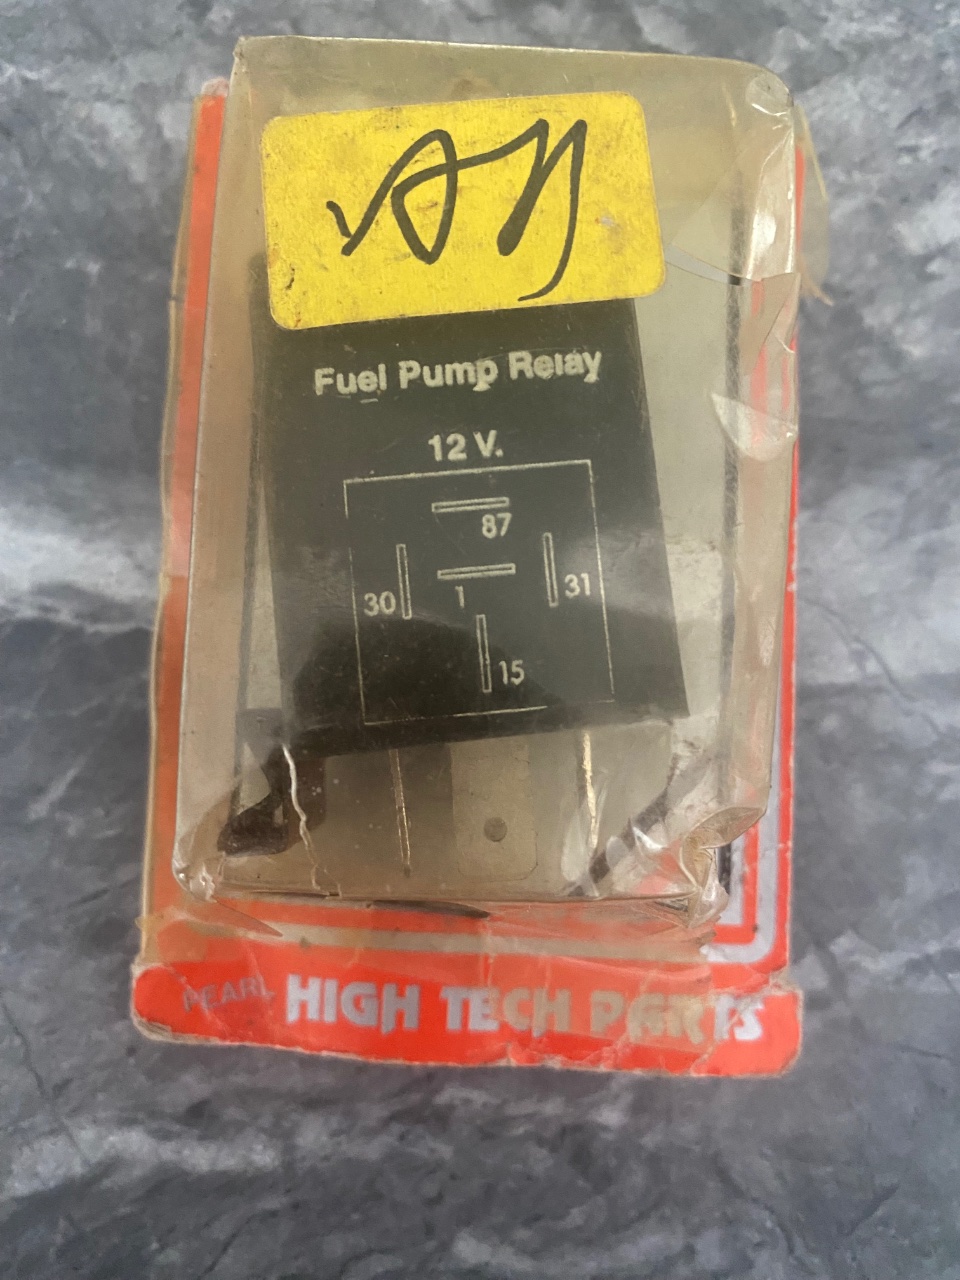 Fuel Pump Relay
12 V.
87
30
1
31
15
PEARL HIGH TECH PARTS